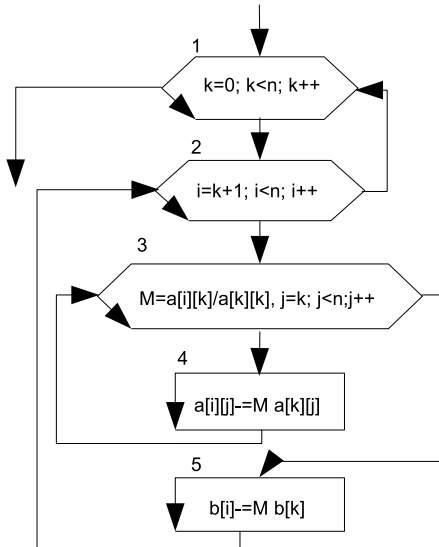 1
k=0; k<n; k++
2
i=k+1; i<n; i++
3
M=a[i][k]/a[k][k], j=k; j<n;j++
4
a[i][j]-=M a[k][j]
5
b[i]-=M b[k]